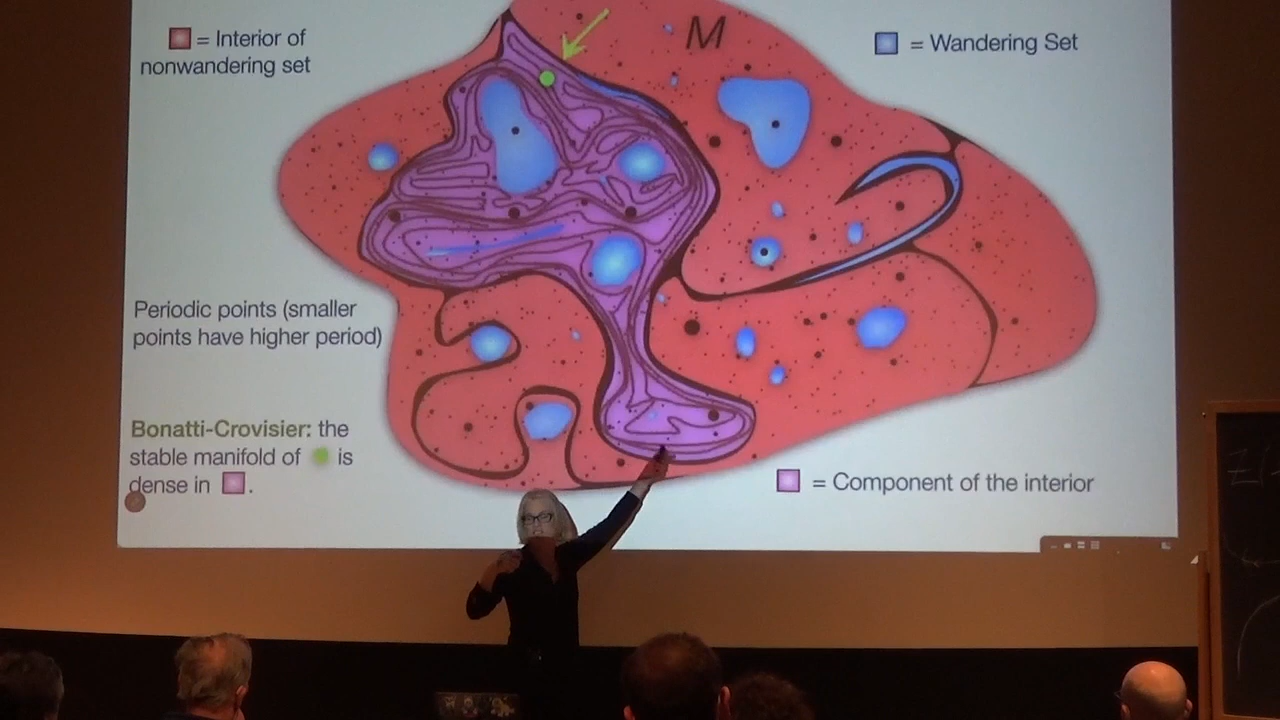 = Interior of
nonwandering set
M
= Wandering Set
Periodic points (smaller
points have higher period)
Bonatti-Crovisier: the
stable manifold of is
dense in .
= Component of the interior